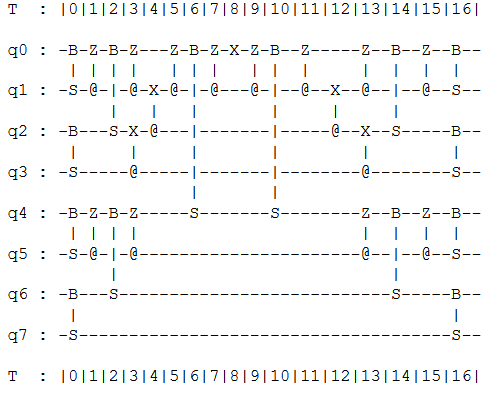 T  : |0|1|2|3|4|5|6|7|8|9|10|11|12|13|14|15|16|
q0 : -B-Z-B-Z---Z-B-Z-X-Z-B--Z-----Z--B--Z--B--
      | | | |   | | |   | |  |     |  |  |  |
q1 : -S-@-|-@-X-@-|-@---@-|--@--X--@--|--@--S--
          |   |   |       |     |     |
q2 : -B---S-X-@---|-------|-----@--X--S-----B--
      |     |     |       |        |        |
q3 : -S-----@-----|-------|--------@--------S--
                  |       |
q4 : -B-Z-B-Z-----S-------S--------Z--B--Z--B--
      | | | |                      |  |  |  |
q5 : -S-@-|-@----------------------@--|--@--S--
          |                           |
q6 : -B---S---------------------------S-----B--
      |                                     |
q7 : -S-------------------------------------S--
T  : |0|1|2|3|4|5|6|7|8|9|10|11|12|13|14|15|16|